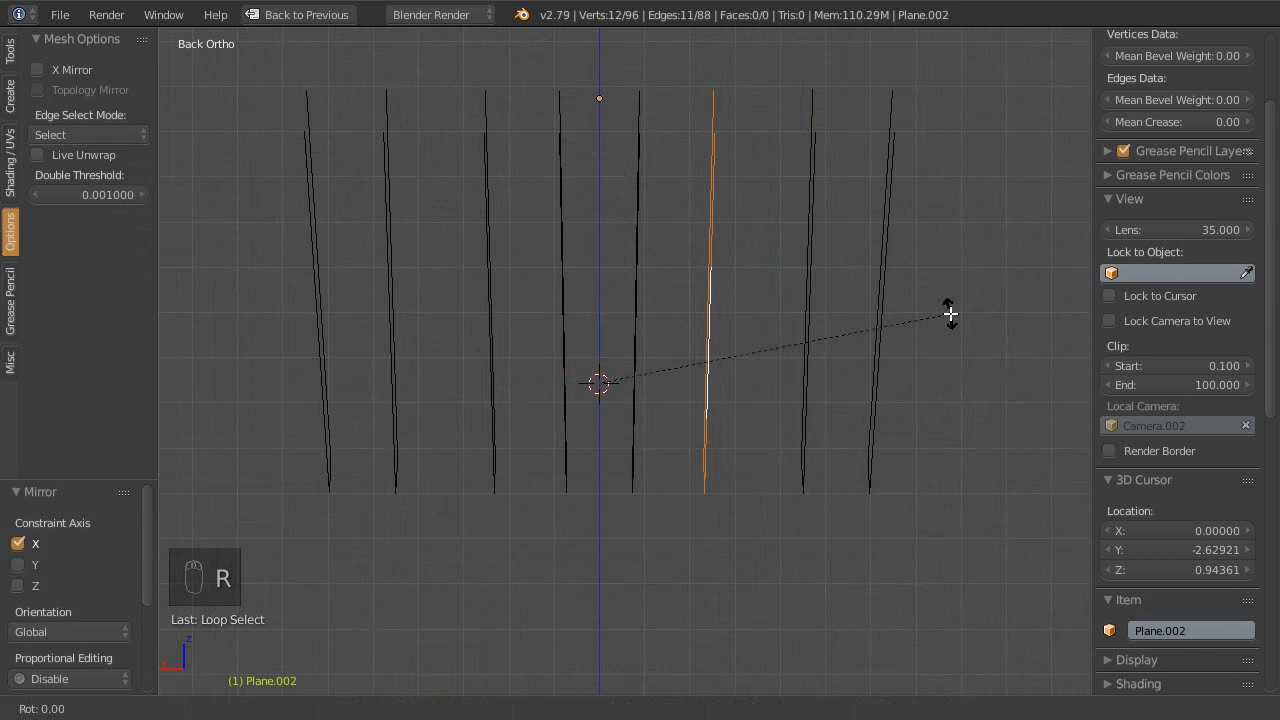 File Render Window Help Back to Previous Blender Render v2.79 | Verts:12/96 | Edges:11/88 | Faces:0/0 | Tris:0 | Mem:110.29M | Plane.002
Tools
Create
Shading / UVs
Options
Grease Pencil
Misc
Mesh Options
X Mirror
Topology Mirror
Edge Select Mode:
Select
Live Unwrap
Double Threshold:
0.001000
Mirror
Constraint Axis
X
Y
Z
Orientation
Global
Proportional Editing
Disable
Back Ortho
R
Last: Loop Select
z
(1) Plane.002
Rot: 0.00
Vertices Data:
Mean Bevel Weight: 0.00
Edges Data:
Mean Bevel Weight: 0.00
Mean Crease: 0.00
Grease Pencil Laye
Grease Pencil Colors
View
Lens: 35.000
Lock to Object:
Lock to Cursor
Lock Camera to View
Clip:
Start: 0.100
End: 100.000
Local Camera:
Camera.002
Render Border
3D Cursor
Location:
X: 0.00000
Y: -2.62921
Z: 0.94361
Item
Plane.002
Display
Shading